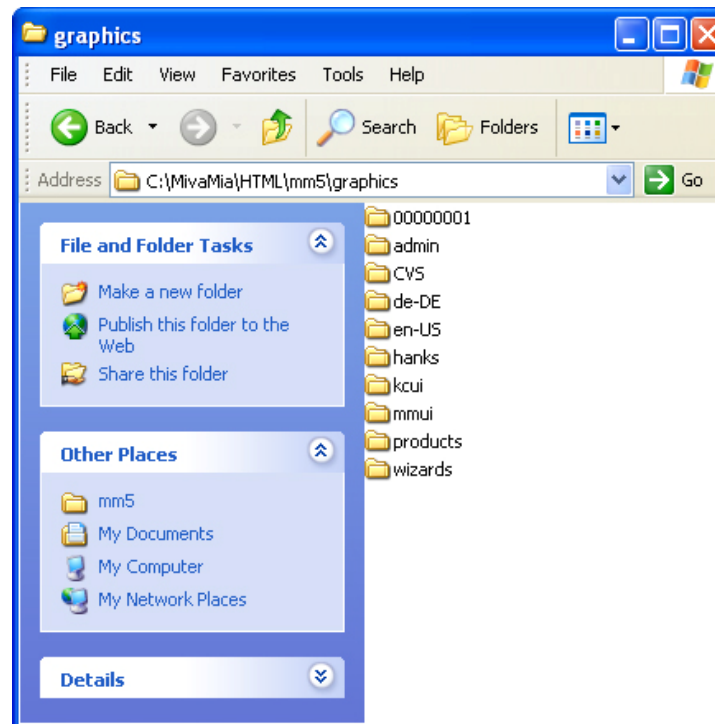 graphics
File Edit View Favorites Tools Help
Back Search Folders
Address C:\MivaMia\HTML\mm5\graphics Go
File and Folder Tasks
Make a new folder
Publish this folder to the
Web
Share this folder
Other Places
mm5
My Documents
My Computer
My Network Places
Details
00000001
admin
CVS
de-DE
en-US
hanks
kcui
mmui
products
wizards